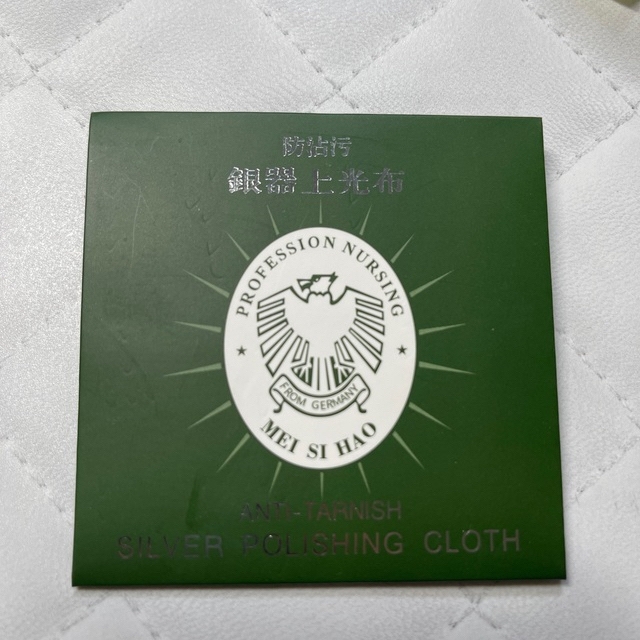 防拈污
銀器上光布
PROFESSION NURSING
FROM GERMANY
MEI SI HAO
ANTI-TARNISH
SILVER POLISHING CLOTH